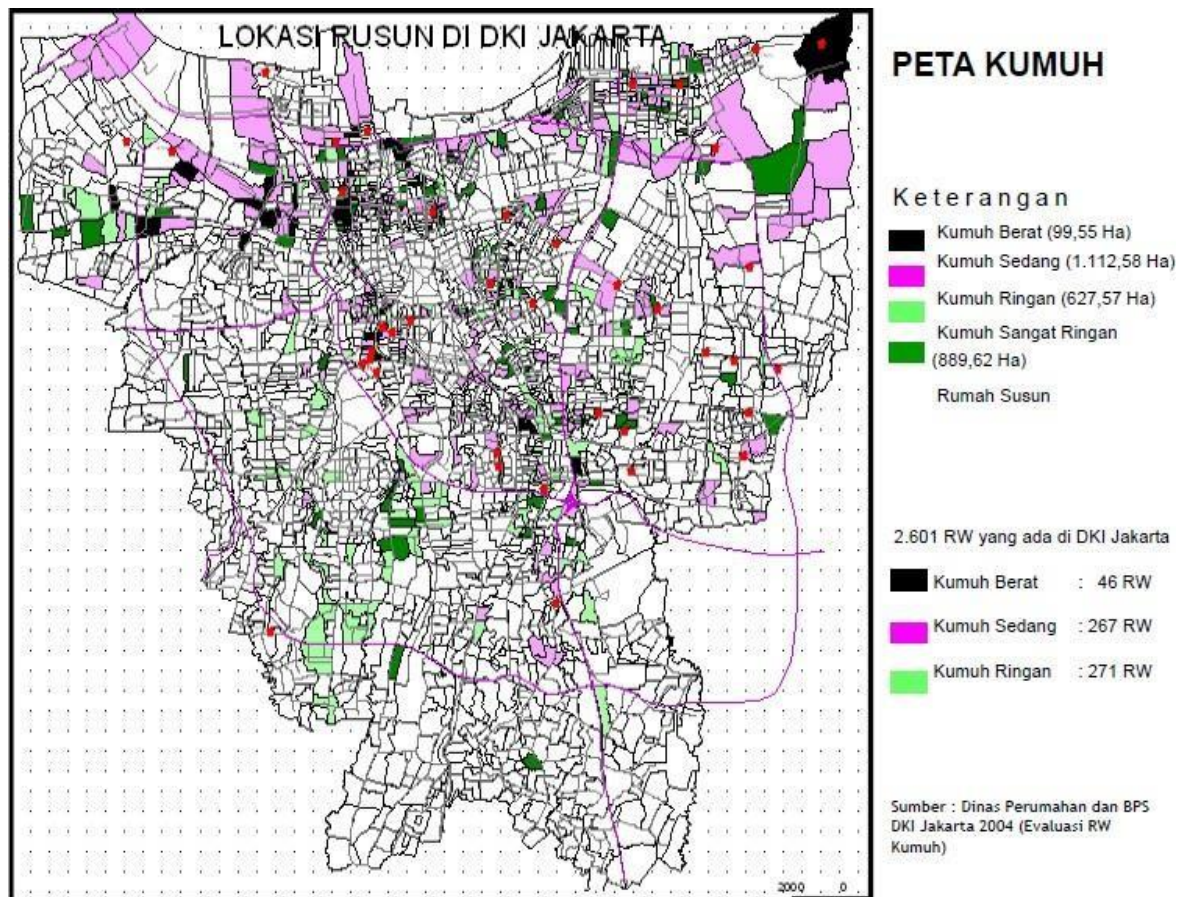 LOKASI RUSUN DI DKI JAKARTA
PETA KUMUH
Keterangan
Kumuh Berat (99,55 Ha)
Kumuh Sedang (1.112,58 Ha)
Kumuh Ringan (627,57 Ha)
Kumuh Sangat Ringan
(889,62 Ha)
Rumah Susun
2.601 RW yang ada di DKI Jakarta
Kumuh Berat : 46 RW
Kumuh Sedang : 267 RW
Kumuh Ringan : 271 RW
Sumber : Dinas Perumahan dan BPS
DKI Jakarta 2004 (Evaluasi RW
Kumuh)
2000 0